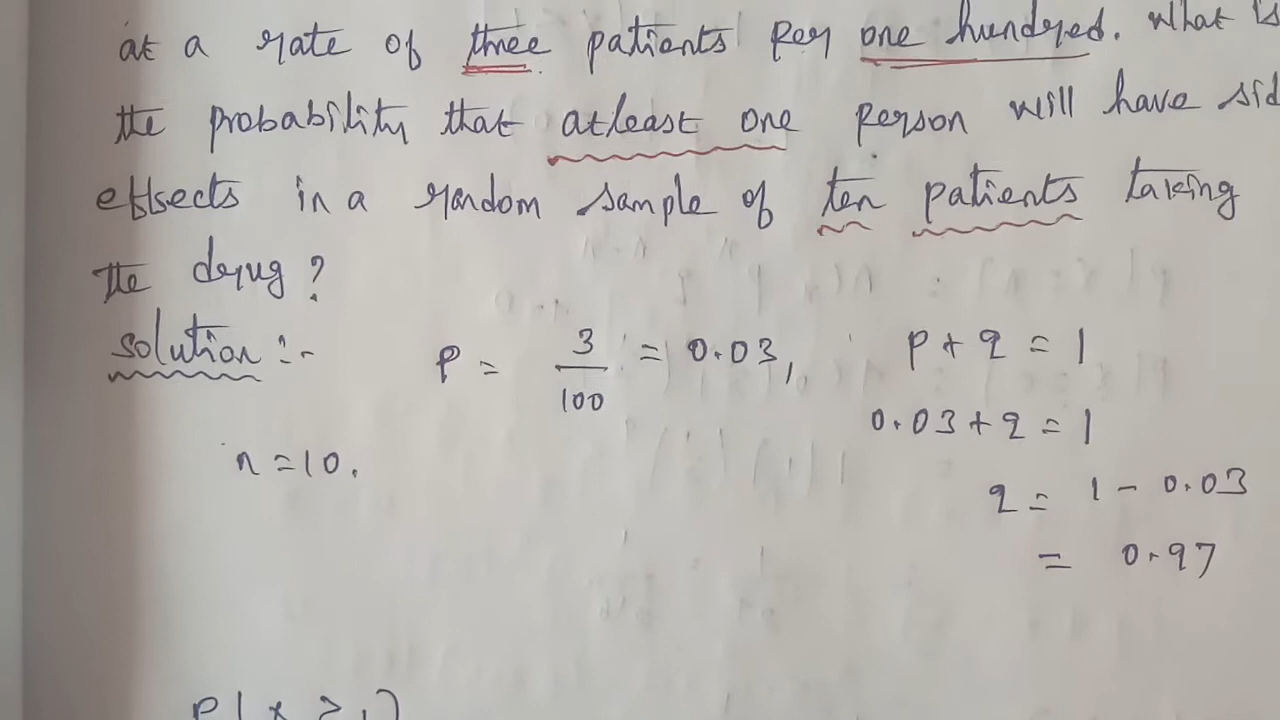 at a rate of three patients per one hundred. What is
the probability that atleast one person will have sid
effsects in a random sample of ten patients taking
the drug?
solution :-
P = 3/100 = 0.03, P + q = 1
0.03 + q = 1
n = 10.
q = 1 - 0.03
= 0.97